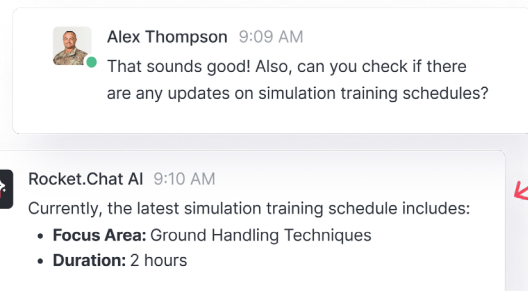 Alex Thompson 9:09 AM
That sounds good! Also, can you check if there
are any updates on simulation training schedules?
Rocket.Chat AI 9:10 AM
Currently, the latest simulation training schedule includes:
• Focus Area: Ground Handling Techniques
• Duration: 2 hours